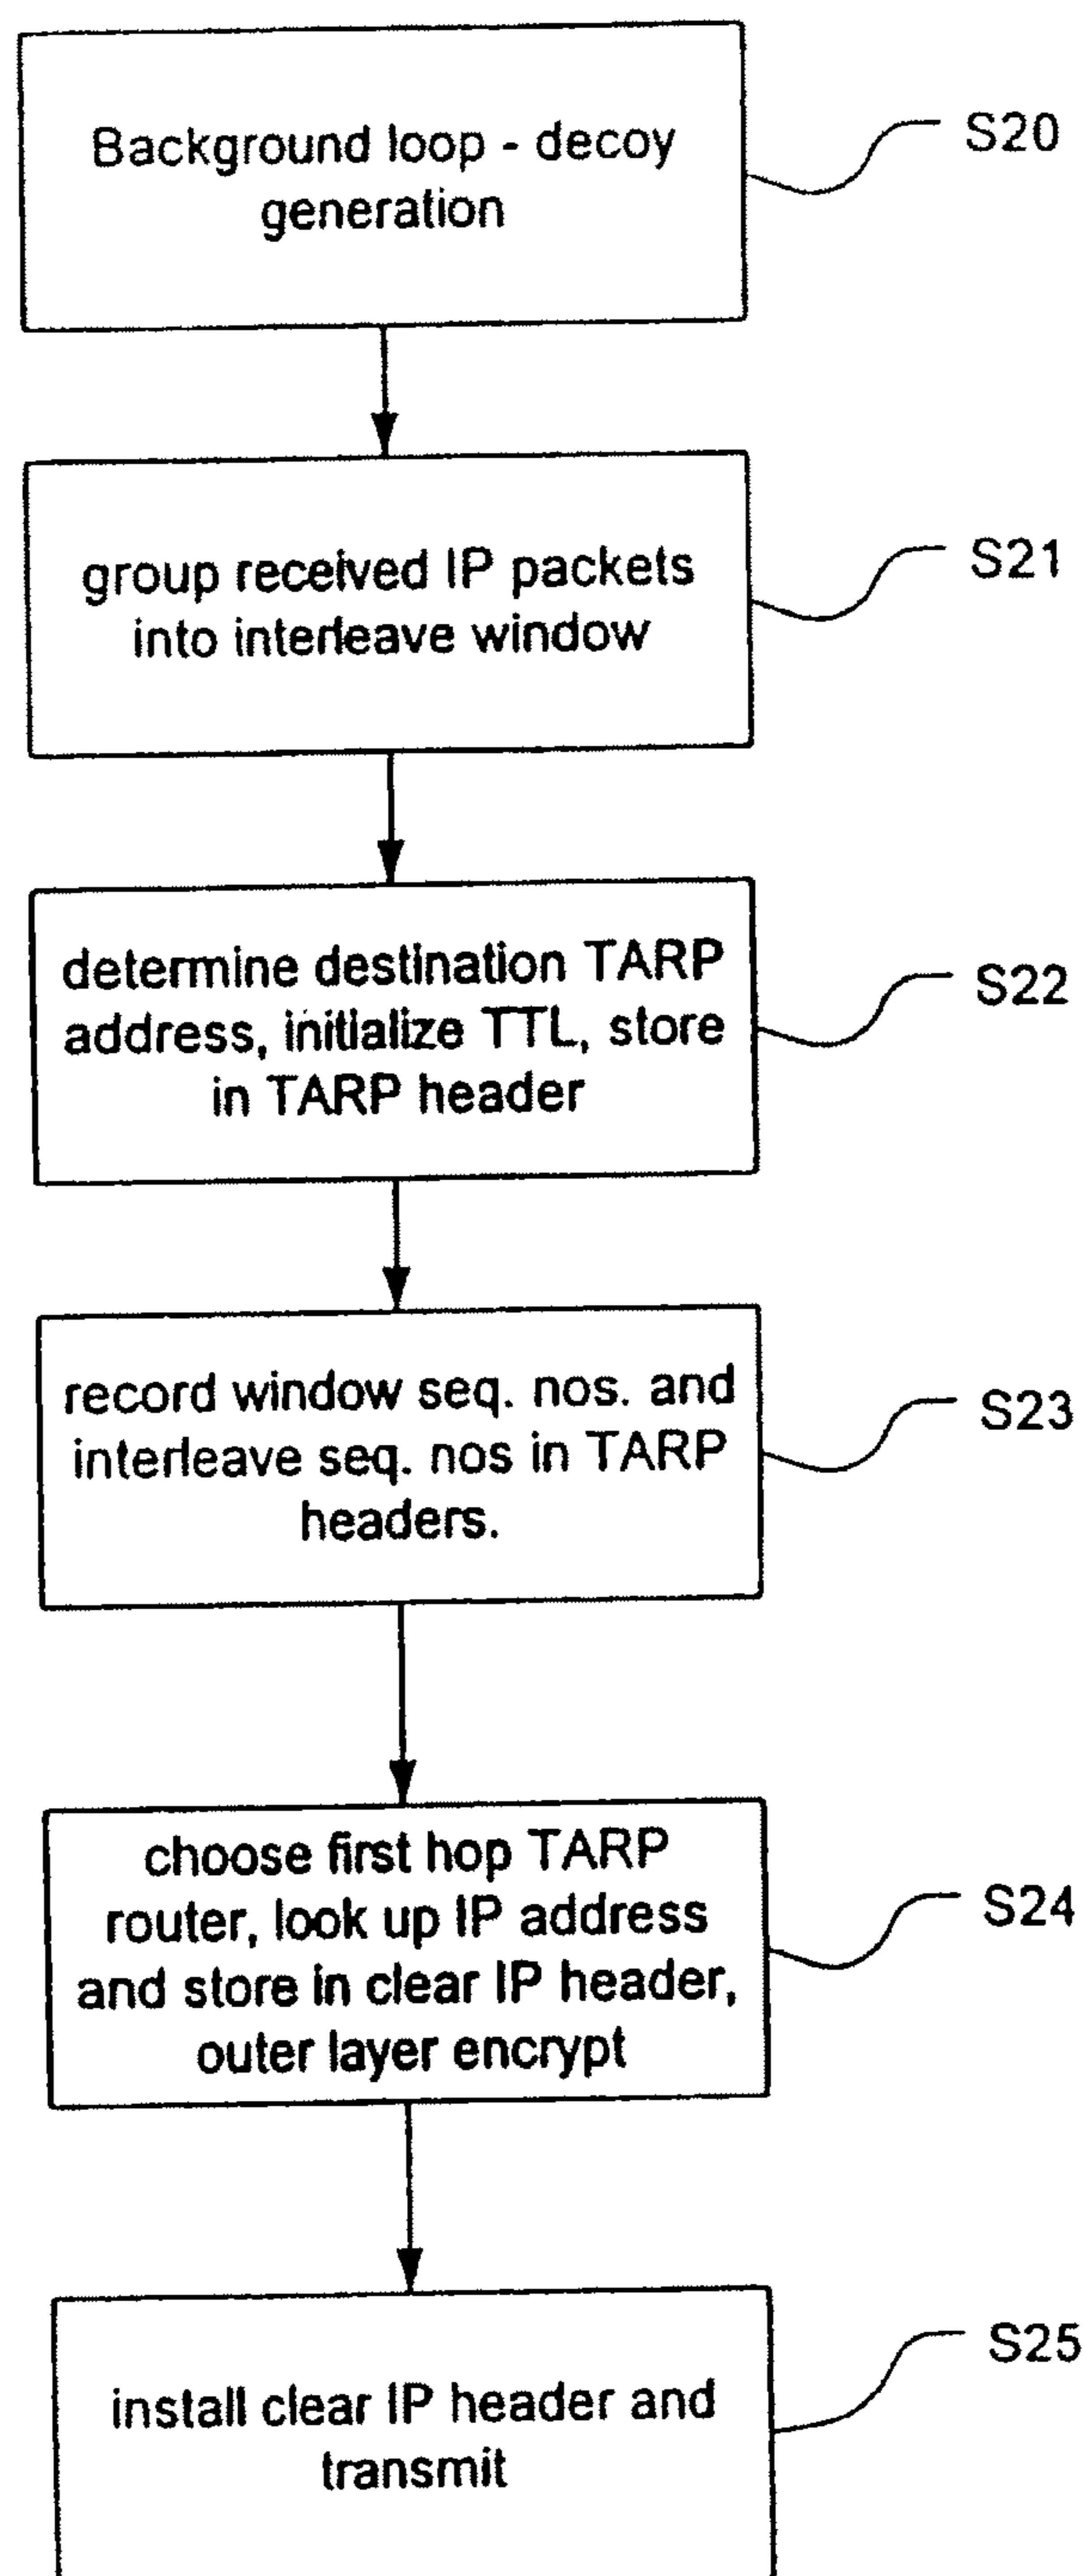 Background loop - decoy
generation
S20
group received IP packets
into interleave window
S21
determine destination TARP
address, initialize TTL, store
in TARP header
S22
record window seq. nos. and
interleave seq. nos in TARP
headers.
S23
choose first hop TARP
router, look up IP address
and store in clear IP header,
outer layer encrypt
S24
install clear IP header and
transmit
S25